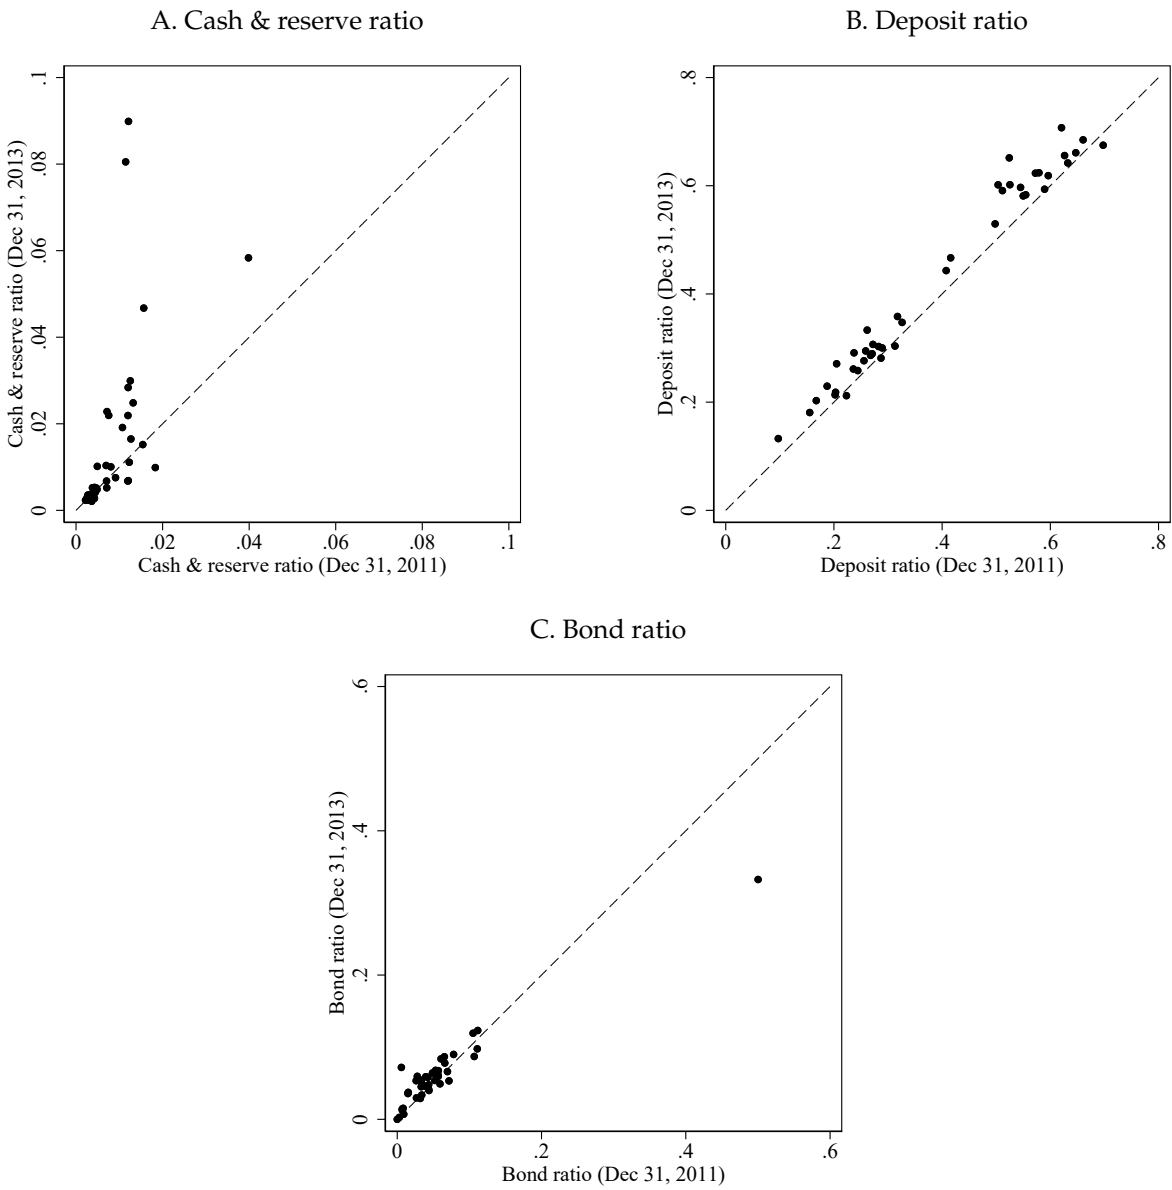 A. Cash & reserve ratio
Cash & reserve ratio (Dec 31, 2013)
.1
.08
.06
.04
.02
0
0 .02 .04 .06 .08 .1
Cash & reserve ratio (Dec 31, 2011)
B. Deposit ratio
Deposit ratio (Dec 31, 2013)
.8
.6
.4
.2
0
0 .2 .4 .6 .8
Deposit ratio (Dec 31, 2011)
C. Bond ratio
Bond ratio (Dec 31, 2013)
.6
.4
.2
0
0 .2 .4 .6
Bond ratio (Dec 31, 2011)